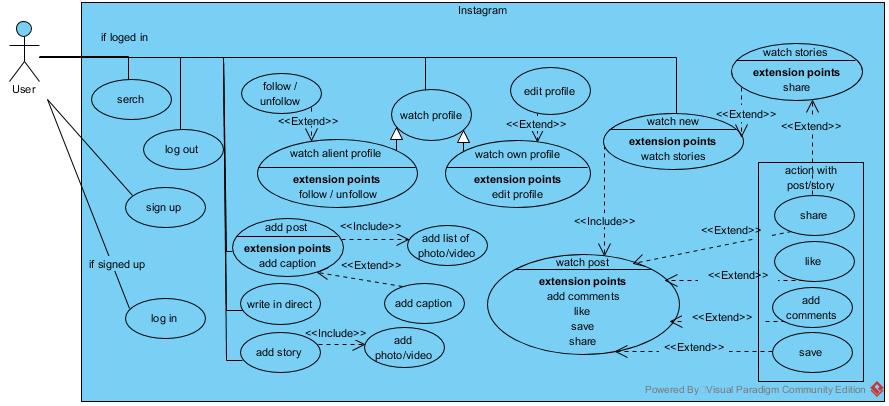 Instagram
if loged in
User
serch
log out
sign up
if signed up
log in
follow /
unfollow
<<Extend>>
watch alient profile
extension points
follow / unfollow
watch profile
edit profile
<<Extend>>
watch own profile
extension points
edit profile
watch new
extension points
watch stories
watch stories
extension points
share
<<Extend>>
<<Extend>>
action with
post/story
share
like
add
comments
save
<<Include>>
<<Extend>>
<<Extend>>
<<Extend>>
<<Extend>>
watch post
extension points
add comments
like
save
share
add post
extension points
add caption
<<Include>>
add list of
photo/video
<<Extend>>
add caption
write in direct
add story
<<Include>>
add
photo/video
Powered By Visual Paradigm Community Edition